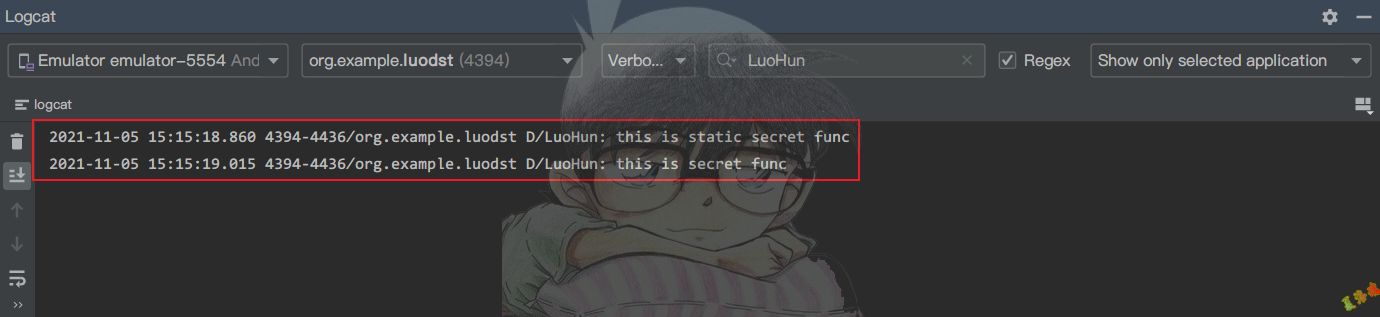 Logcat
Emulator emulator-5554 And
org.example.luodst (4394)
Verbo...
LuoHun
Regex
Show only selected application
logcat
2021-11-05 15:15:18.860 4394-4436/org.example.luodst D/LuoHun: this is static secret func
2021-11-05 15:15:19.015 4394-4436/org.example.luodst D/LuoHun: this is secret func